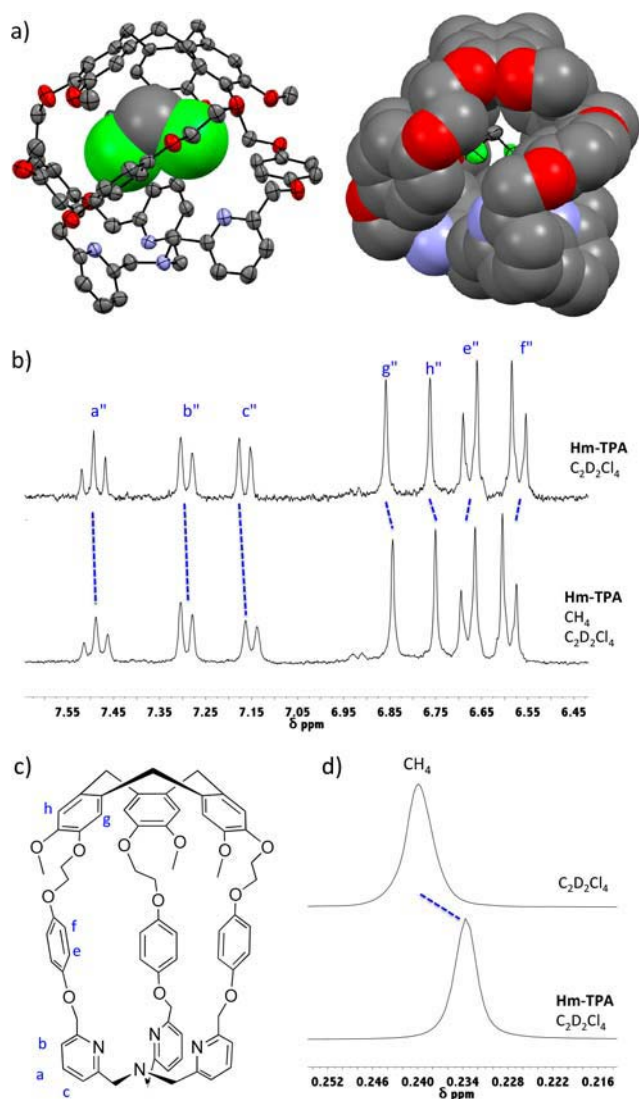 a)
b)
a" b" c" g" h" e" f"
Hm-TPA
C2D2Cl4
Hm-TPA
CH4
C2D2Cl4
7.55 7.45 7.35 7.25 7.15 7.05 6.95 6.85 6.75 6.65 6.55 6.45
δ ppm
c)
h
g
O O O O O O
O O O
f
e
O O O
b
N N N
a
N
c
d)
CH4
C2D2Cl4
Hm-TPA
C2D2Cl4
0.252 0.246 0.240 0.234 0.228 0.222 0.216
δ ppm